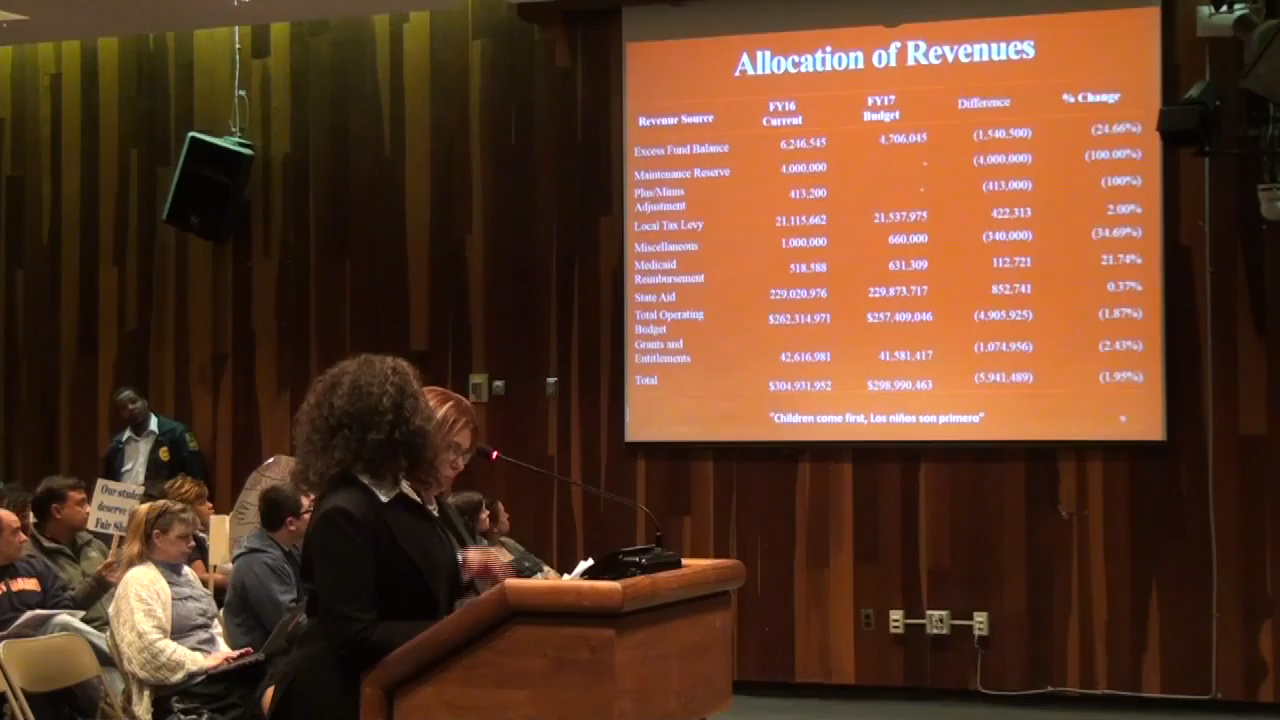 Allocation of Revenues
Revenue Source FY16 Current FY17 Budget Difference % Change
Excess Fund Balance 6,246,545 4,706,045 (1,540,500) (24.66%)
Maintenance Reserve 4,000,000 - (4,000,000) (100.00%)
Plus/Minus Adjustment 413,200 - (413,000) (100%)
Local Tax Levy 21,115,662 21,537,975 422,313 2.00%
Miscellaneous 1,000,000 660,000 (340,000) (34.69%)
Medicaid Reimbursement 518,588 631,309 112,721 21.74%
State Aid 229,020,976 229,873,717 852,741 0.37%
Total Operating Budget $262,314,971 $257,409,046 (4,905,925) (1.87%)
Grants and Entitlements 42,616,981 41,581,417 (1,074,956) (2.43%)
Total $304,931,952 $298,990,463 (5,941,489) (1.95%)
"Children come first, Los niños son primero"
Our
deserve
Fair